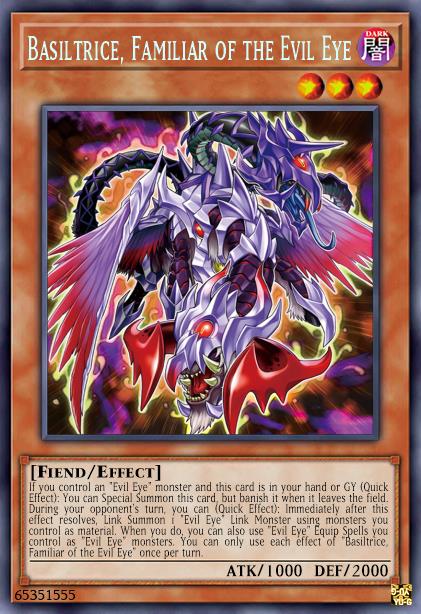 BASILTRICE, FAMILIAR OF THE EVIL EYE
DARK
闇
[FIEND/EFFECT]
If you control an "Evil Eye" monster and this card is in your hand or GY (Quick
Effect): You can Special Summon this card, but banish it when it leaves the field.
During your opponent's turn, you can (Quick Effect): Immediately after this
effect resolves, Link Summon i "Evil Eye" Link Monster using monsters you
control as material. When you do, you can also use "Evil Eye" Equip Spells you
control as "Evil Eye" monsters. You can only use each effect of "Basiltrice,
Familiar of the Evil Eye" once per turn.
ATK/1000 DEF/2000
65351555